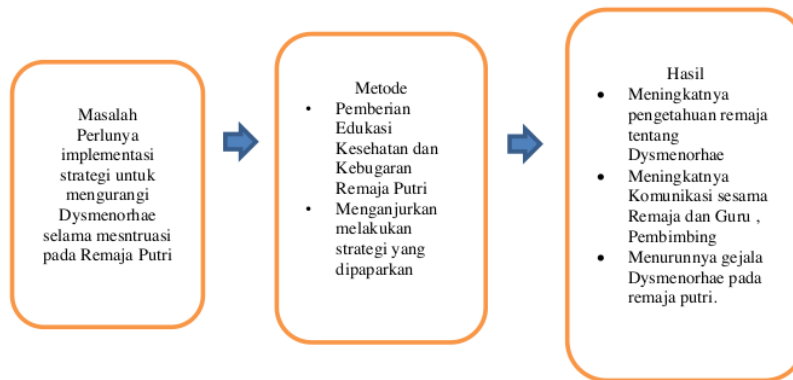 Masalah
Perlunya
implementasi
strategi untuk
mengurangi
Dysmenorhae
selama mesntruasi
pada Remaja Putri
Metode
• Pemberian
Edukasi
Kesehatan dan
Kebugaran
Remaja Putri
• Menganjurkan
melakukan
strategi yang
dipaparkan
Hasil
• Meningkatnya
pengetahuan remaja
tentang
Dysmenorhae
• Meningkatnya
Komunikasi sesama
Remaja dan Guru ,
Pembimbing
• Menurunnya gejala
Dysmenorhae pada
remaja putri.